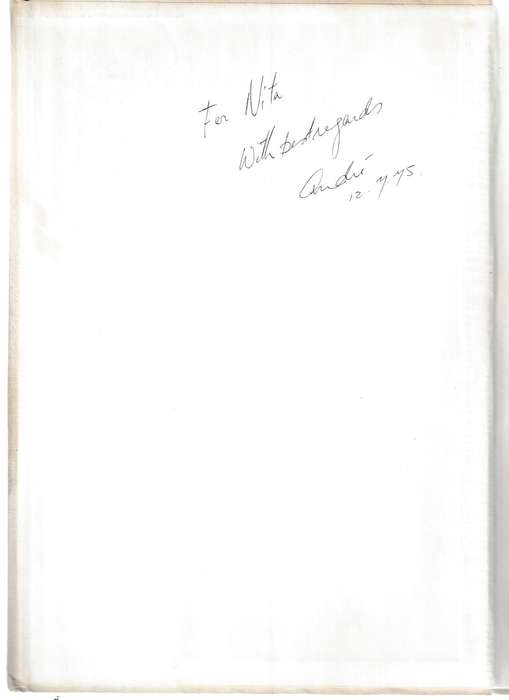 For Nita
With best regards
André
12.7.75.